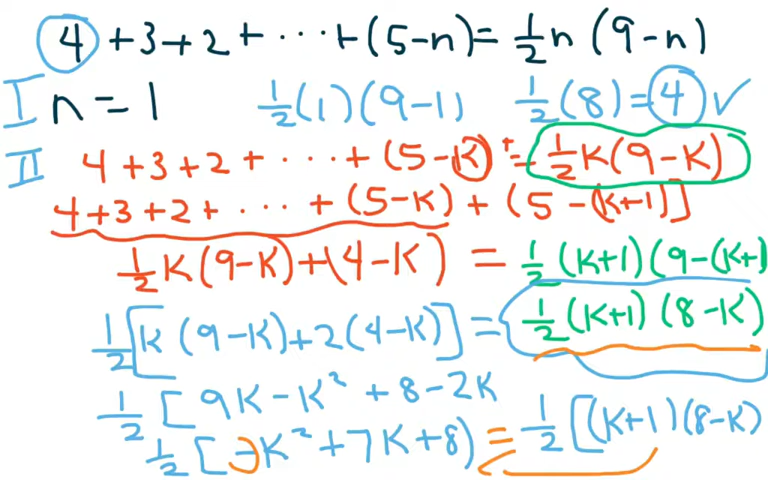 4 + 3 + 2 + ··· + (5-n) = 1/2 n (9-n)
I n = 1 1/2 (1) (9-1) 1/2 (8) = 4 ✓
II 4 + 3 + 2 + ··· + (5-K) = 1/2 K (9-K)
4 + 3 + 2 + ··· + (5-K) + (5-(K+1)]
1/2 K (9-K) + (4-K) = 1/2 (K+1) (9-(K+1)
1/2 [K (9-K) + 2 (4-K)] = 1/2 (K+1) (8-K)
1/2 [9K - K² + 8 - 2K
1/2 [-K² + 7K + 8) = 1/2 [(K+1) (8-K)